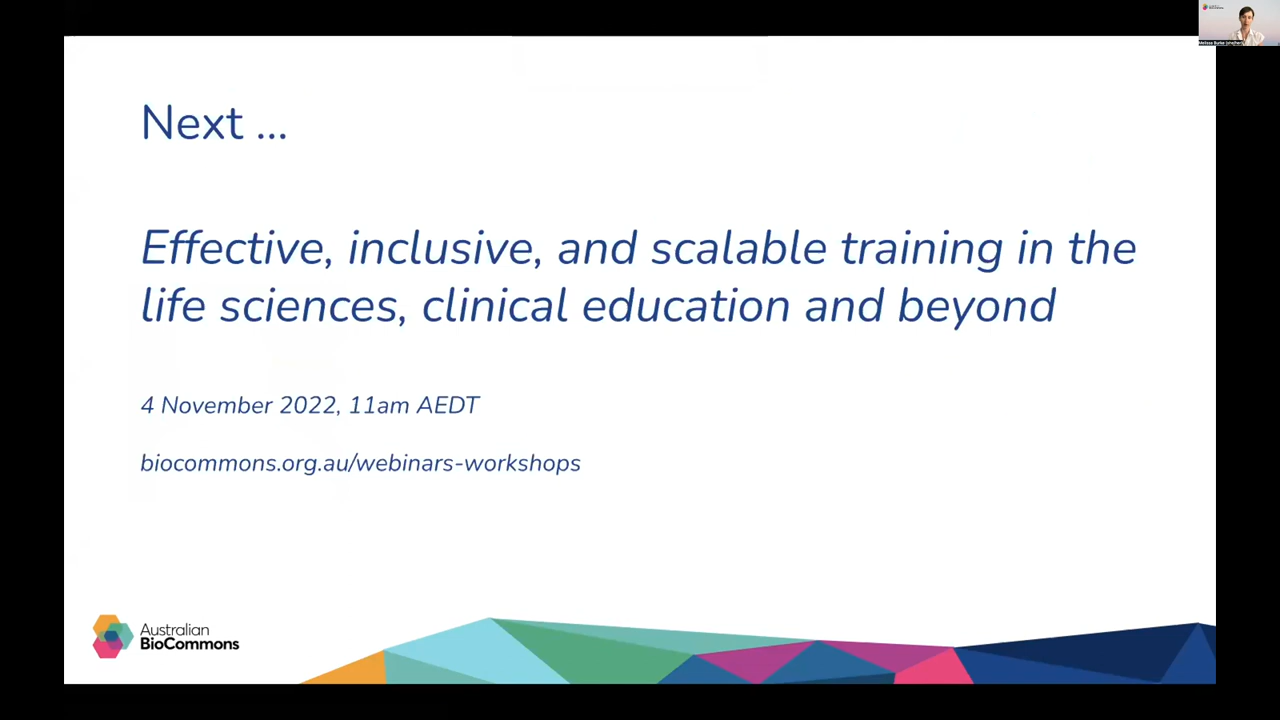 Next ...
Effective, inclusive, and scalable training in the
life sciences, clinical education and beyond
4 November 2022, 11am AEDT
biocommons.org.au/webinars-workshops
Australian
BioCommons